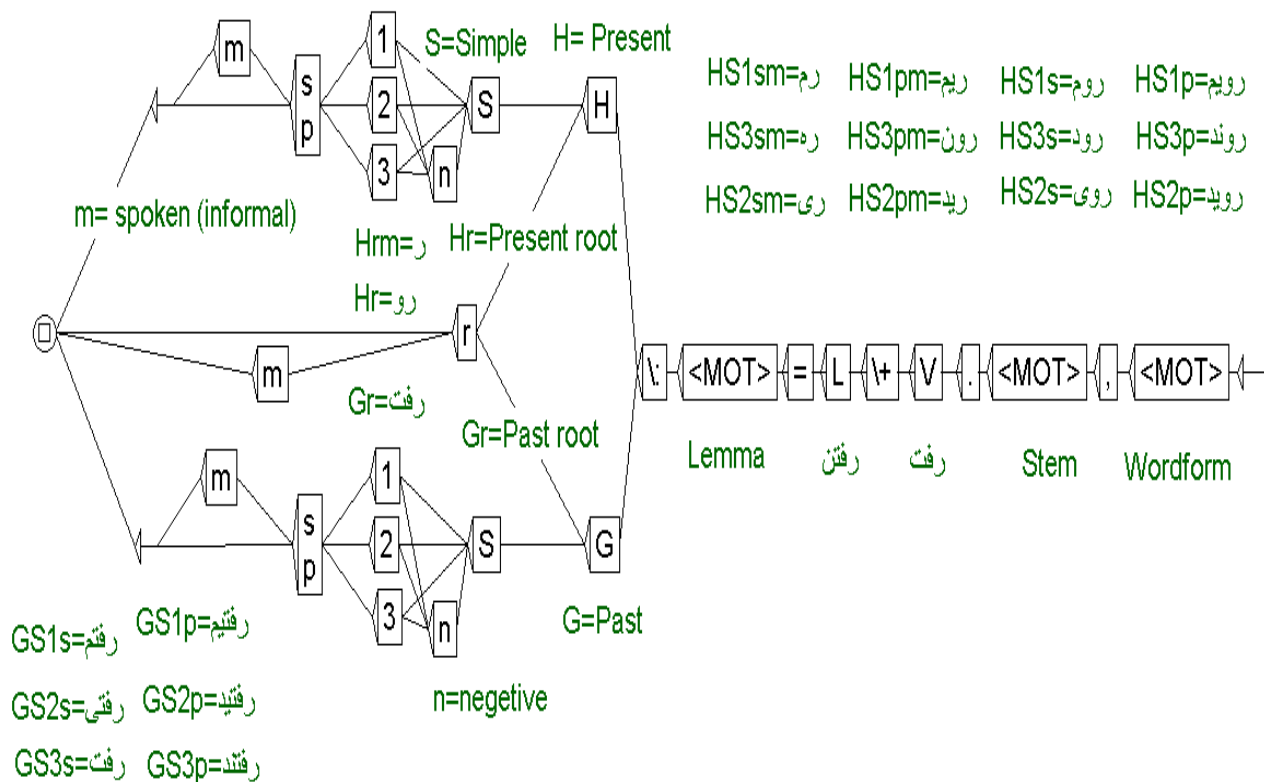 m
s
p
1
2
3
n
S=Simple
S
H= Present
H
HS1sm=رم HS1pm=ریم HS1s=روم HS1p=رویم
HS3sm=ره HS3pm=رون HS3s=رود HS3p=روند
HS2sm=ری HS2pm=رید HS2s=روی HS2p=روید
m= spoken (informal)
Hrm=ر
Hr=Present root
Hr=رو
r
m
Gr=رفت
Gr=Past root
\: <MOT> = L \+ V . <MOT> , <MOT>
Lemma رفتن رفت Stem Wordform
m
s
p
1
2
3
n
S
G
G=Past
n=negetive
GS1s=رفتم GS1p=رفتیم
GS2s=رفتی GS2p=رفتید
GS3s=رفت GS3p=رفتند